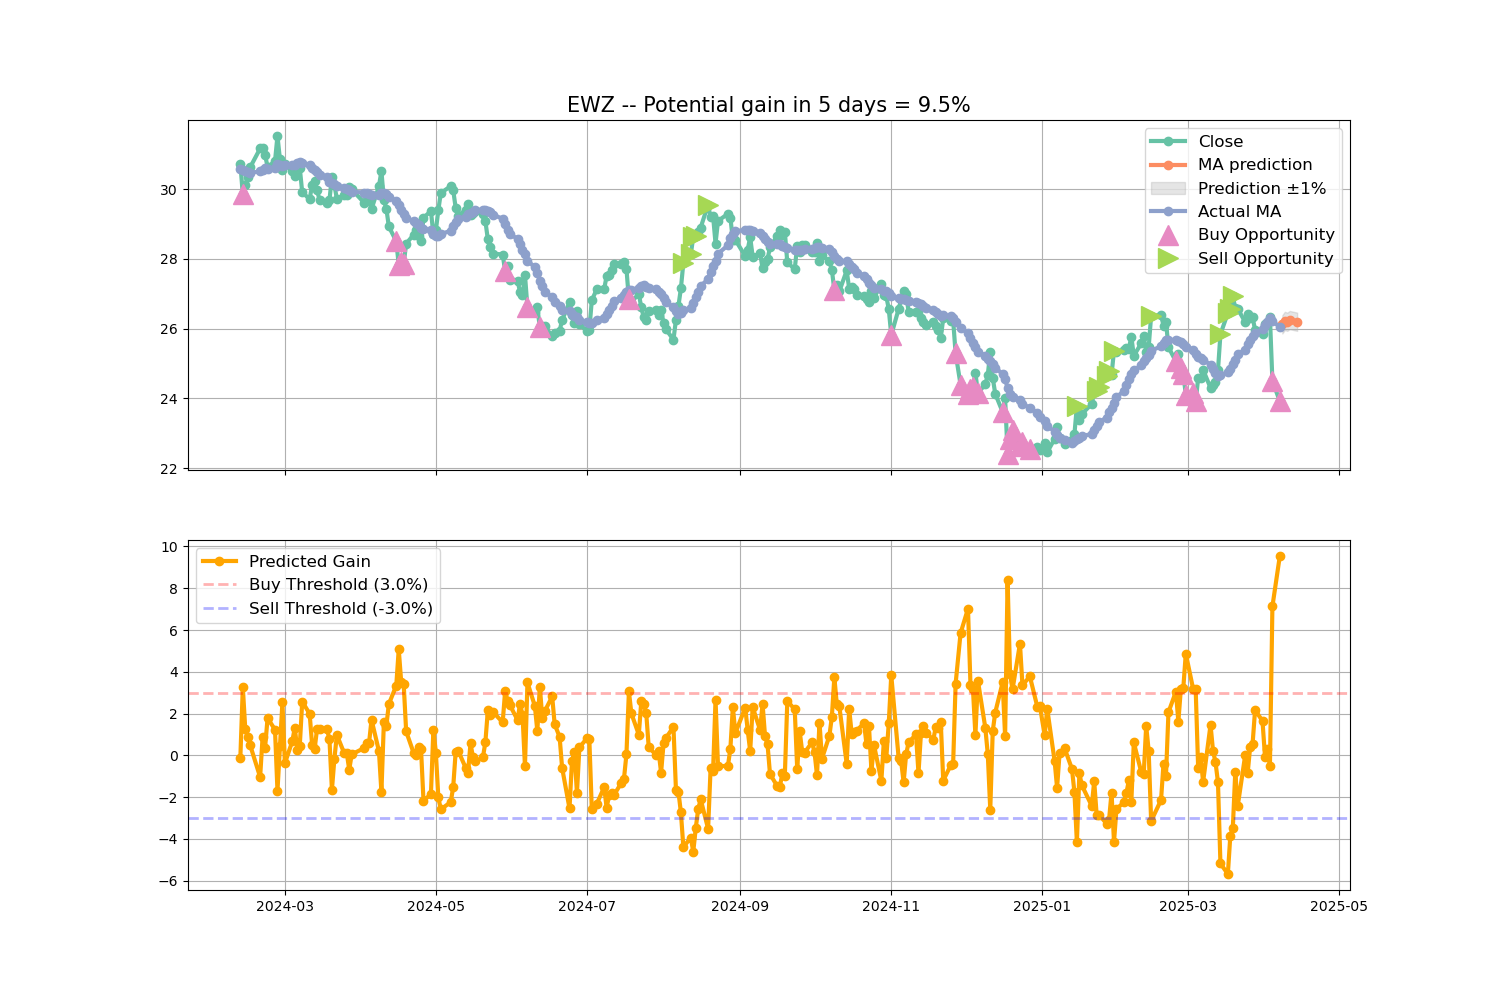 EWZ -- Potential gain in 5 days = 9.5%
30
28
26
24
22
Close
MA prediction
Prediction ±1%
Actual MA
Buy Opportunity
Sell Opportunity
10
8
6
4
2
0
−2
−4
−6
Predicted Gain
Buy Threshold (3.0%)
Sell Threshold (-3.0%)
2024-03
2024-05
2024-07
2024-09
2024-11
2025-01
2025-03
2025-05